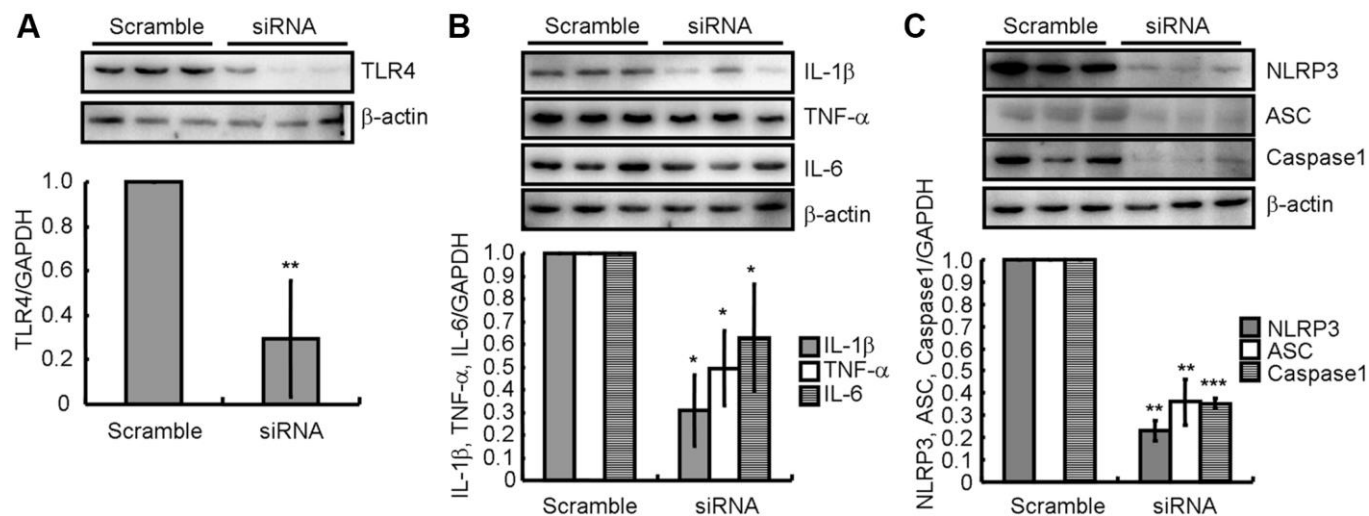 A
Scramble siRNA
TLR4
β-actin
TLR4/GAPDH
1.0
0.8
0.6
0.4
0.2
0
**
Scramble siRNA
B
Scramble siRNA
IL-1β
TNF-α
IL-6
β-actin
IL-1β, TNF-α, IL-6/GAPDH
1.0
0.9
0.8
0.7
0.6
0.5
0.4
0.3
0.2
0.1
0.0
* * *
IL-1β
TNF-α
IL-6
Scramble siRNA
C
Scramble siRNA
NLRP3
ASC
Caspase1
β-actin
NLRP3, ASC, Caspase1/GAPDH
1.0
0.9
0.8
0.7
0.6
0.5
0.4
0.3
0.2
0.1
0.0
** ** ***
NLRP3
ASC
Caspase1
Scramble siRNA